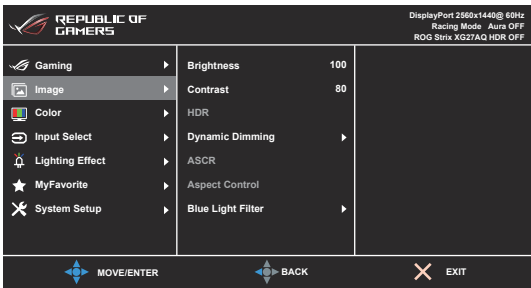 REPUBLIC OF
GAMERS
DisplayPort 2560x1440@ 60Hz
Racing Mode Aura OFF
ROG Strix XG27AQ HDR OFF
Gaming
Image
Color
Input Select
Lighting Effect
MyFavorite
System Setup
Brightness 100
Contrast 80
HDR
Dynamic Dimming
ASCR
Aspect Control
Blue Light Filter
MOVE/ENTER BACK EXIT